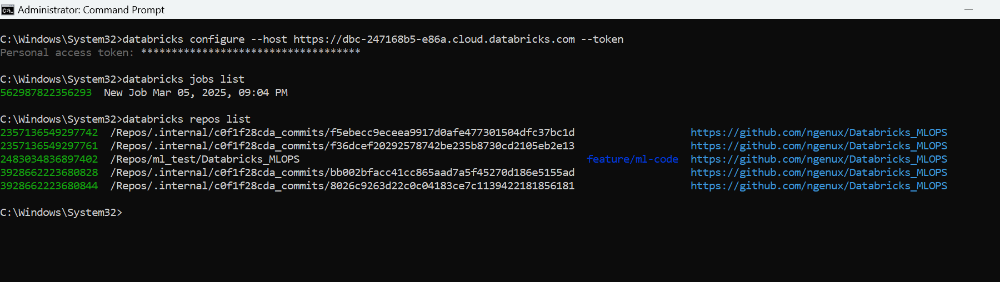 Administrator: Command Prompt
C:\Windows\System32>databricks configure --host https://dbc-247168b5-e86a.cloud.databricks.com --token
Personal access token: ************************************
C:\Windows\System32>databricks jobs list
562987822356293  New Job Mar 05, 2025, 09:04 PM
C:\Windows\System32>databricks repos list
2357136549297742  /Repos/.internal/c0f1f28cda_commits/f5ebecc9eceea9917d0afe477301504dfc37bc1d  https://github.com/ngenux/Databricks_MLOPS
2357136549297761  /Repos/.internal/c0f1f28cda_commits/f36dcef20292578742be235b8730cd2105eb2e13  https://github.com/ngenux/Databricks_MLOPS
2483034836897402  /Repos/ml_test/Databricks_MLOPS  feature/ml-code  https://github.com/ngenux/Databricks_MLOPS
3928662223680828  /Repos/.internal/c0f1f28cda_commits/bb002bfacc41cc865aad7a5f45270d186e5155ad  https://github.com/ngenux/Databricks_MLOPS
3928662223680844  /Repos/.internal/c0f1f28cda_commits/8026c9263d22c0c04183ce7c1139422181856181  https://github.com/ngenux/Databricks_MLOPS
C:\Windows\System32>